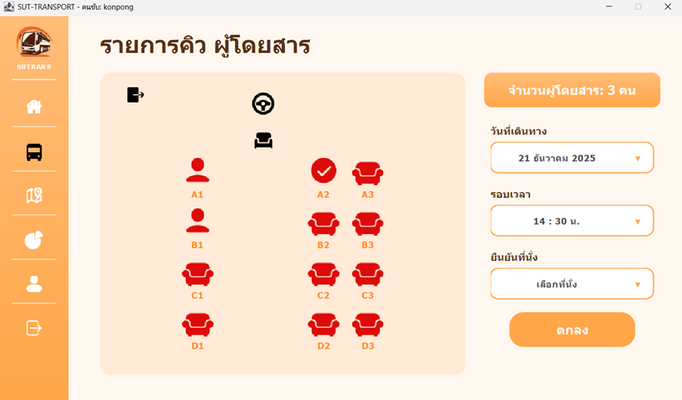 SUT-TRANSPORT - คนขับ: konpong
SUTRANS
รายการคิว ผู้โดยสาร
A1
A2
A3
B1
B2
B3
C1
C2
C3
D1
D2
D3
จำนวนผู้โดยสาร: 3 คน
วันที่เดินทาง
21 ธันวาคม 2025
รอบเวลา
14 : 30 น.
ยืนยันที่นั่ง
เลือกที่นั่ง
ตกลง